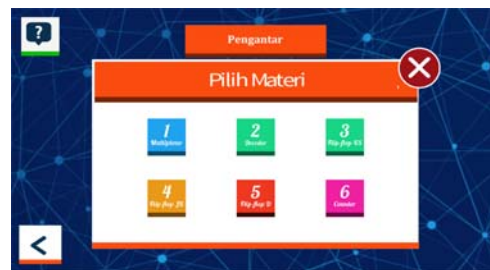 ?
Pengantar
Pilih Materi
1
Multiplexer
2
Decoder
3
Flip flop RS
4
Flip flop JK
5
Flip flop D
6
Counter